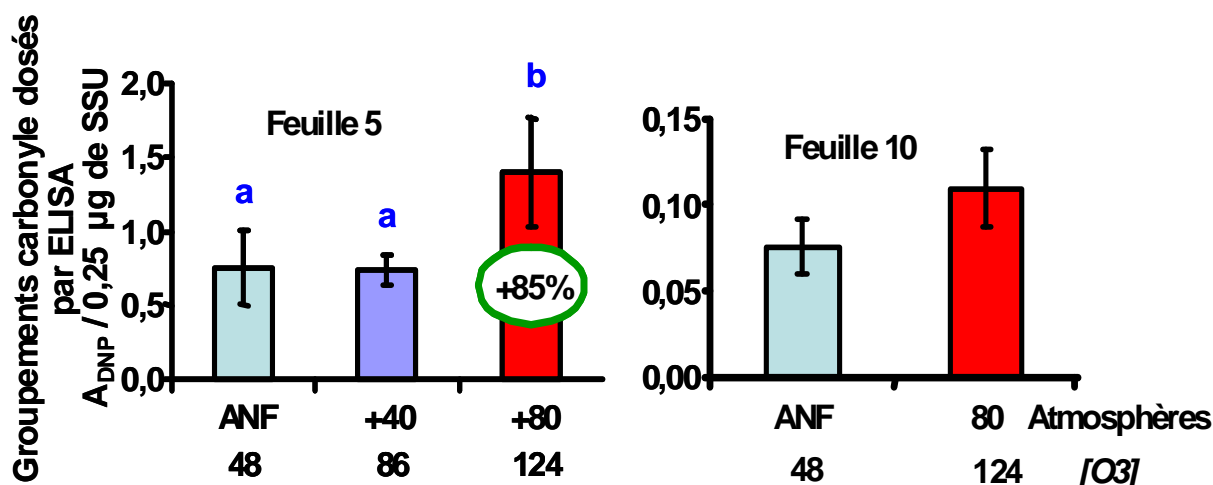 Groupements carbonyle dosés
par ELISA
A_DNP / 0,25 µg de SSU
2,0
1,5
1,0
0,5
0,0
Feuille 5
a
a
b
+85%
ANF +40 +80
48 86 124
0,15
0,10
0,05
0,00
Feuille 10
ANF 80 Atmosphères
48 124 [O3]